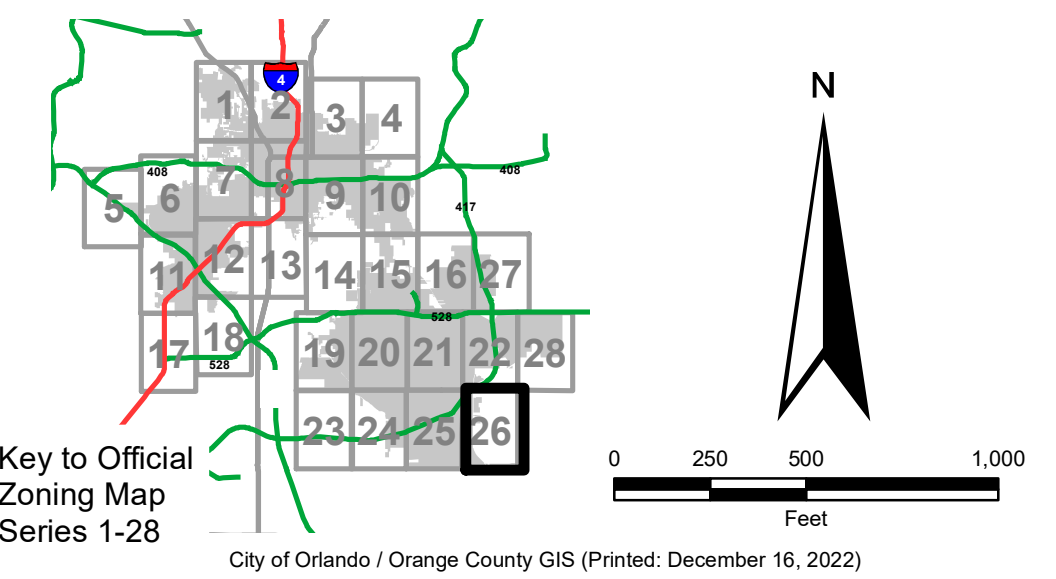 N
4
1 2 3 4
408
408
5 6 7 8 9 10
417
11 12 13 14 15 16 27
528
17 18 19 20 21 22 28
528
23 24 25 26
Key to Official
Zoning Map
Series 1-28
0 250 500 1,000
Feet
City of Orlando / Orange County GIS (Printed: December 16, 2022)